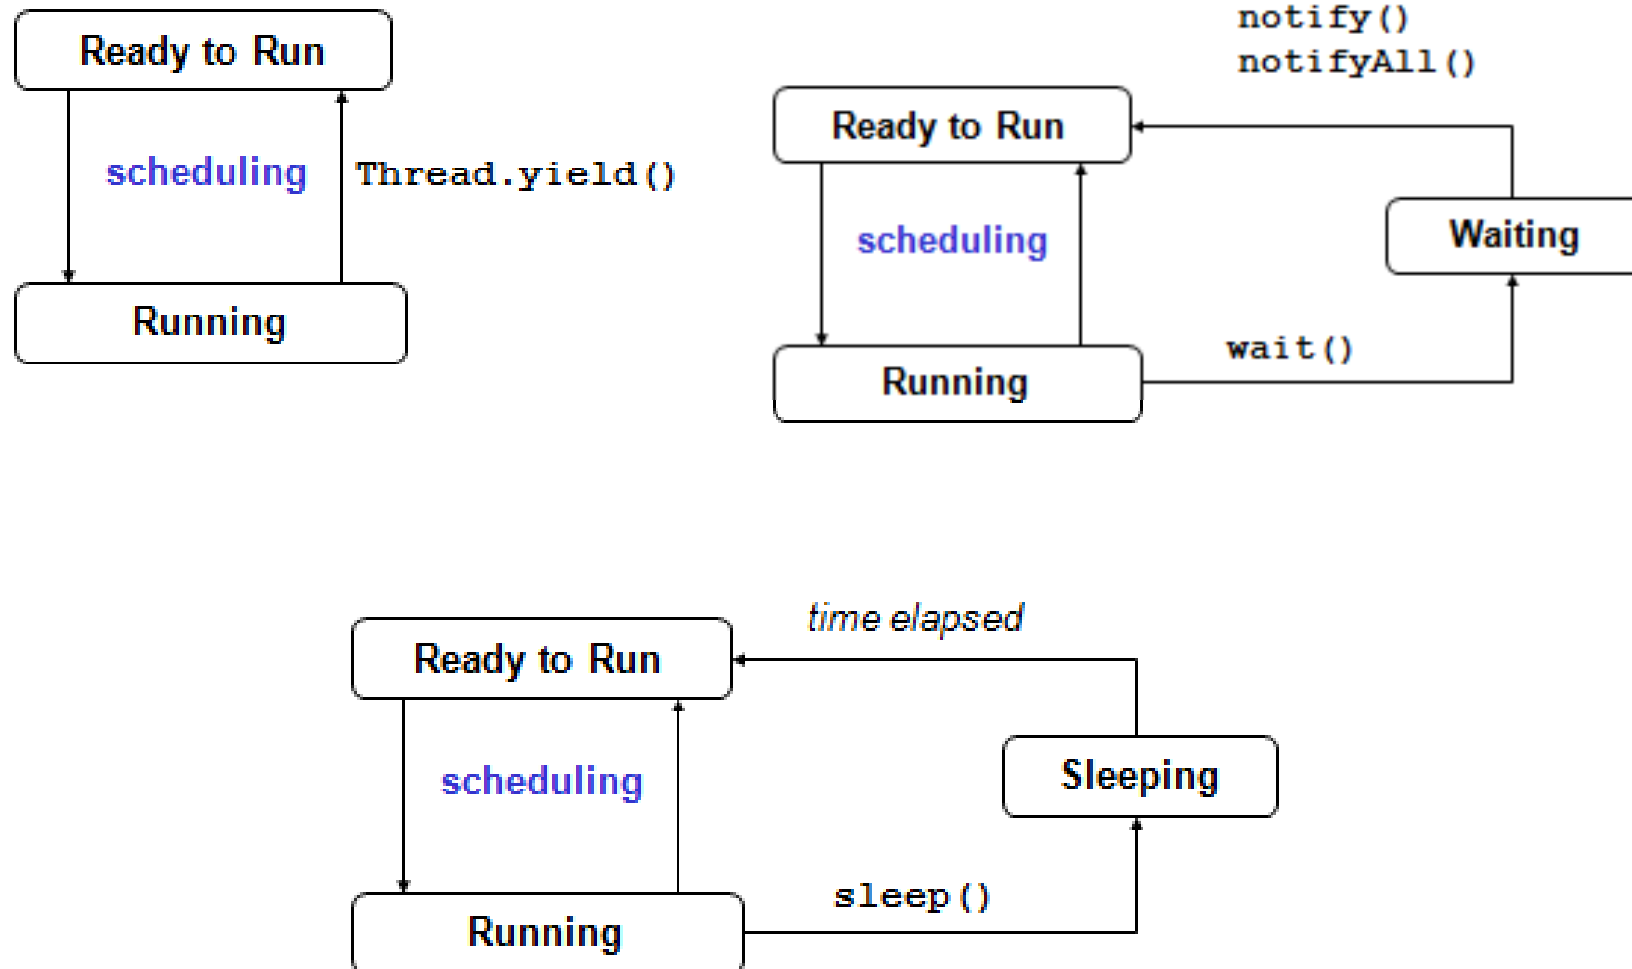 Ready to Run
scheduling
Thread.yield()
Running
notify()
notifyAll()
Ready to Run
scheduling
Waiting
wait()
Running
time elapsed
Ready to Run
scheduling
Sleeping
sleep()
Running